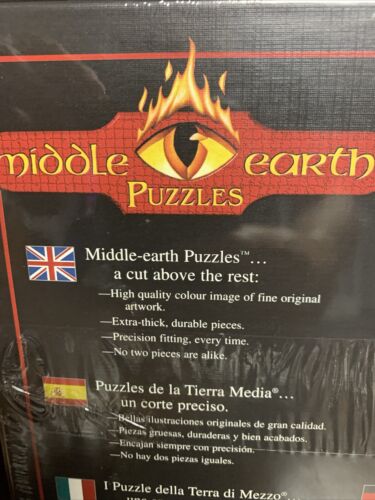 middle earth
PUZZLES
Middle-earth Puzzles™...
a cut above the rest:
—High quality colour image of fine original
artwork.
—Extra-thick, durable pieces.
—Precision fitting, every time.
—No two pieces are alike.
Puzzles de la Tierra Media®...
un corte preciso.
—Bellas ilustraciones originales de gran calidad.
—Piezas gruesas, duraderas y bien acabados.
—Encajan siempre con precisión.
—No hay dos piezas iguales.
I Puzzle della Terra di Mezzo®...